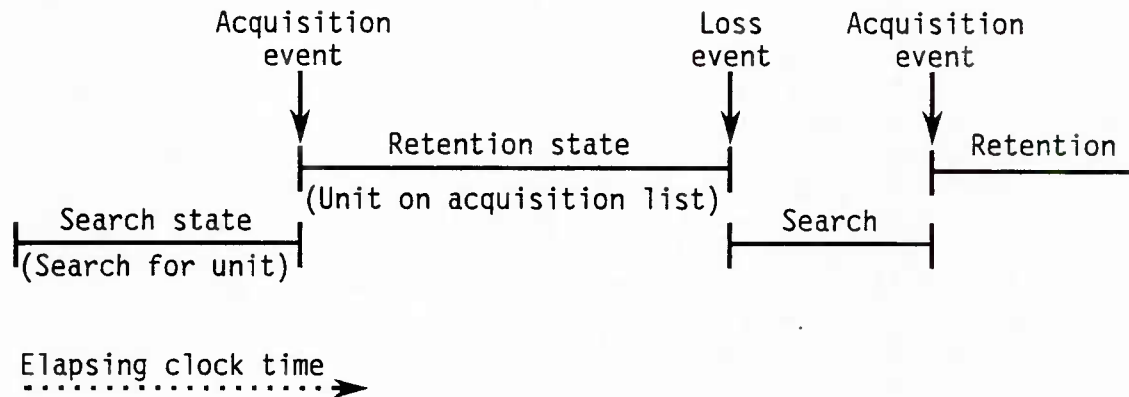 Acquisition
event
Loss
event
Acquisition
event
Retention state
(Unit on acquisition list)
Retention
Search state
(Search for unit)
Search
Elapsing clock time